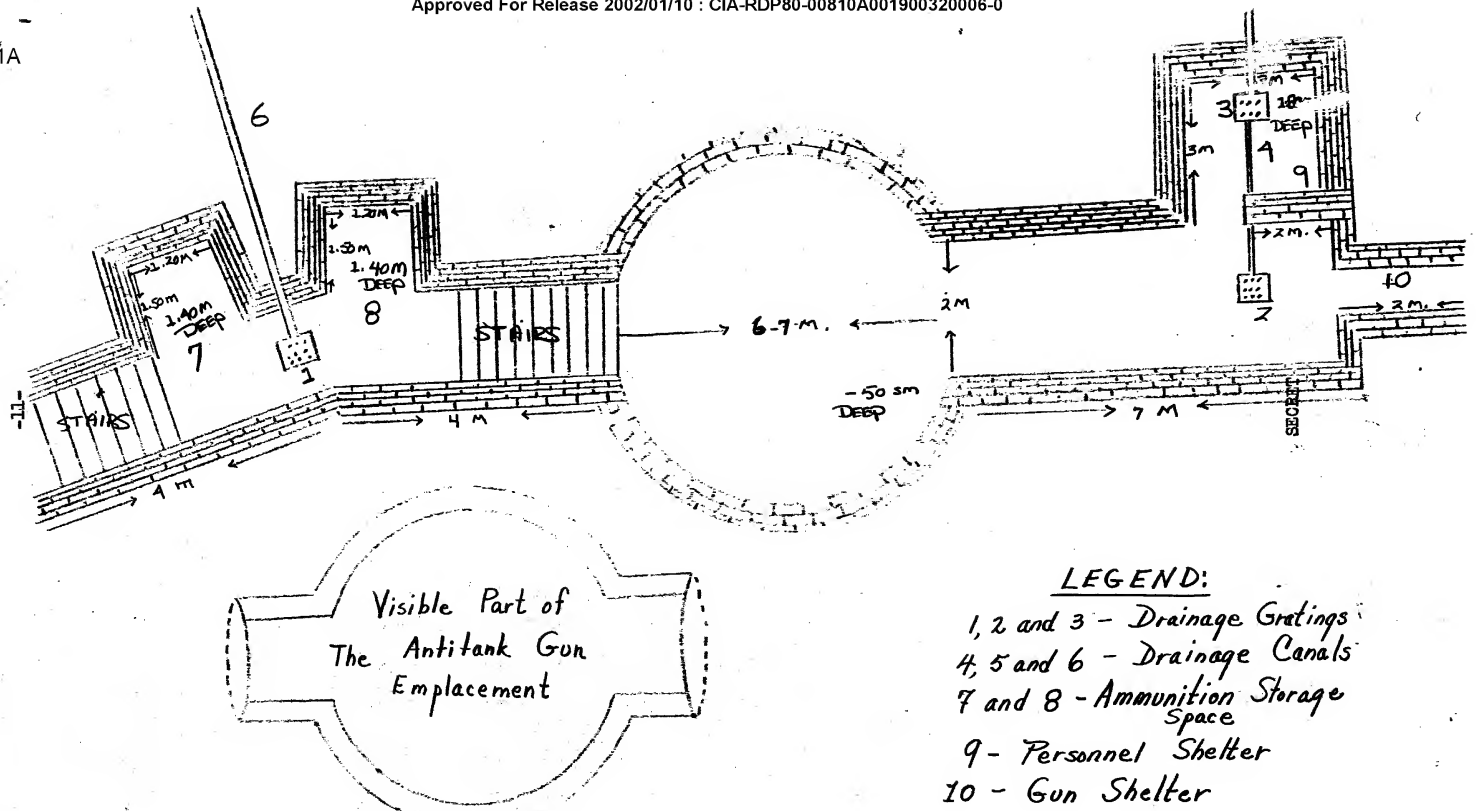 Approved For Release 2002/01/10 : CIA-RDP80-00810A001900320006-0
6
1.20M
1.50M
1.40M
DEEP
7
1
STAIRS
-11-
4 m
1.20M
1.50M
1.40M
DEEP
8
STAIRS
4 M
6-7-M.
2M
-50 sm
DEEP
3
DEEP
3M
4
9
2M.
2
10
2M.
7 M
SECRET
Visible Part of
The Antitank Gun
Emplacement
LEGEND:
1, 2 and 3 - Drainage Gratings
4, 5 and 6 - Drainage Canals
7 and 8 - Ammunition Storage
Space
9 - Personnel Shelter
10 - Gun Shelter